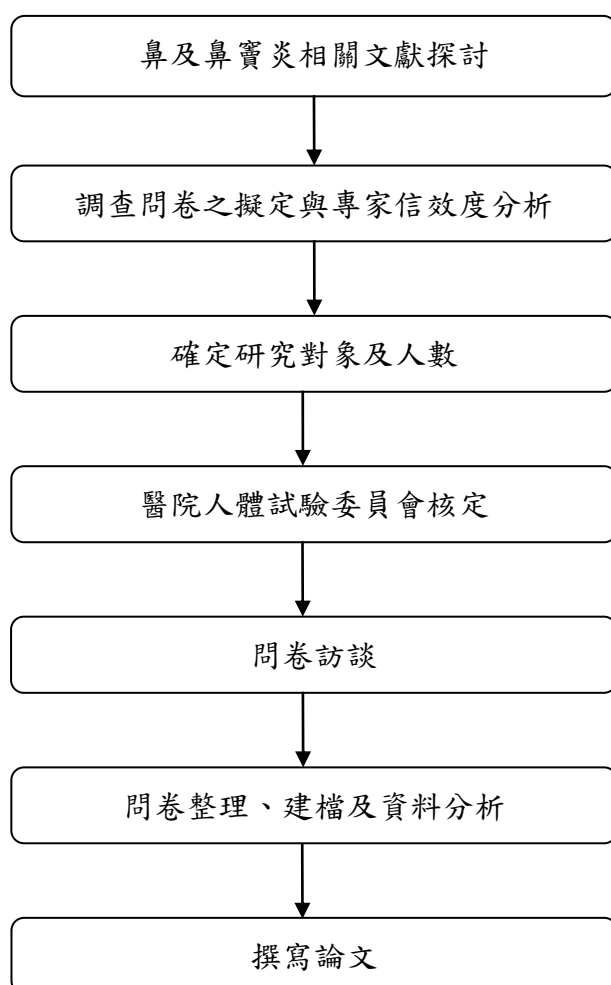 鼻及鼻竇炎相關文獻探討
調查問卷之擬定與專家信效度分析
確定研究對象及人數
醫院人體試驗委員會核定
問卷訪談
問卷整理、建檔及資料分析
撰寫論文